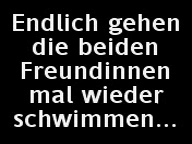 Endlich gehen
die beiden
Freundinnen
mal wieder
schwimmen...